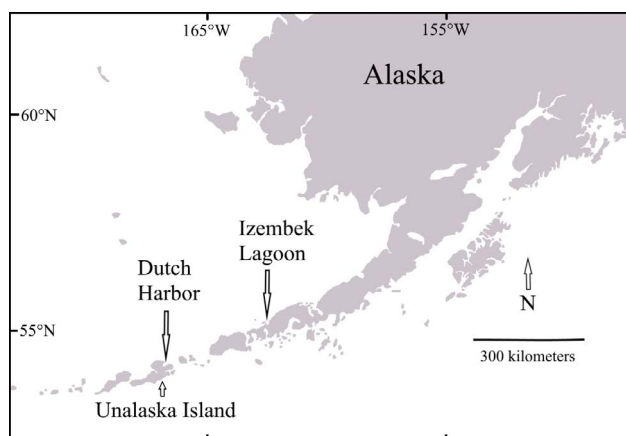 165°W
155°W
Alaska
60°N
Izembek
Lagoon
Dutch
Harbor
N
55°N
300 kilometers
Unalaska Island